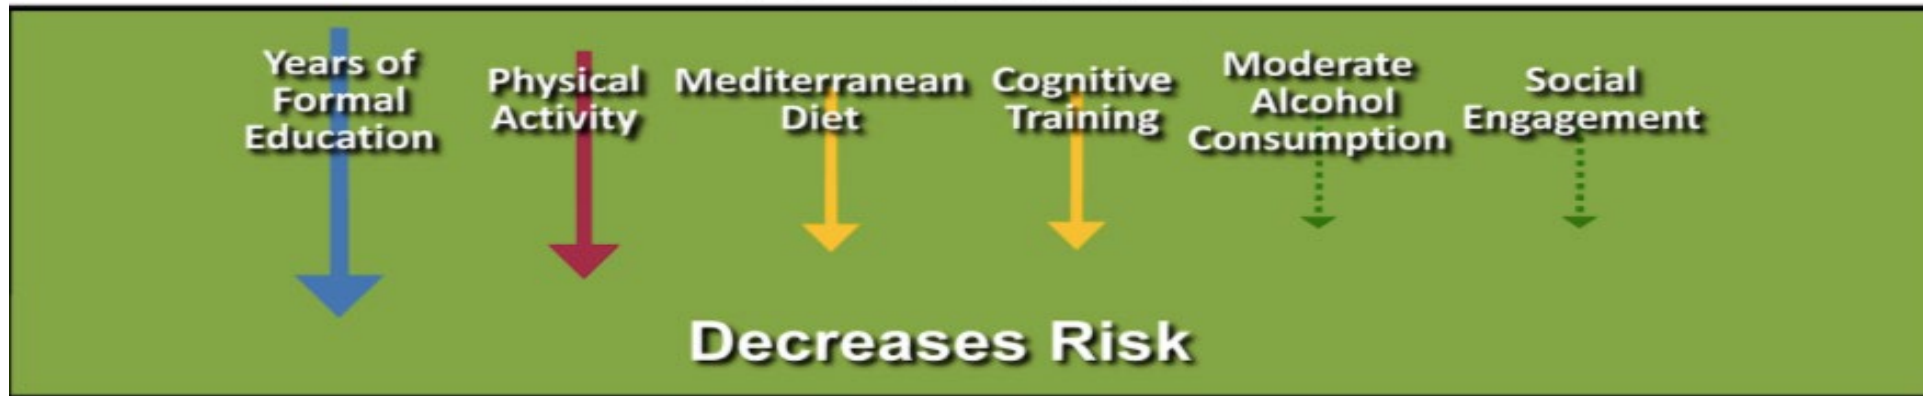 Years of
Formal
Education
Physical
Activity
Mediterranean
Diet
Cognitive
Training
Moderate
Alcohol
Consumption
Social
Engagement
Decreases Risk